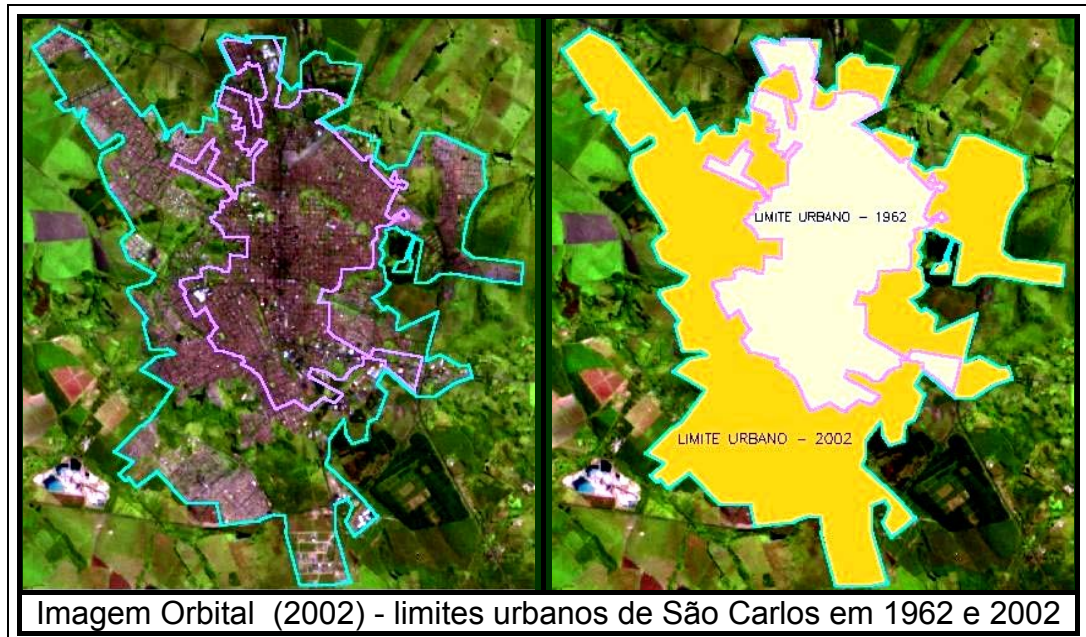 LIMITE URBANO - 1962
LIMITE URBANO - 2002
Imagem Orbital (2002) - limites urbanos de São Carlos em 1962 e 2002